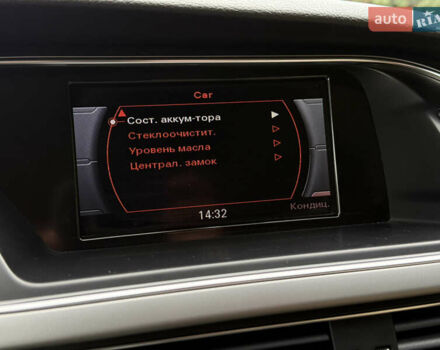 AUTO RIA
Car
Сост. аккум-тора
Стеклоочистит.
Уровень масла
Централ. замок
14:32
Кондиц.